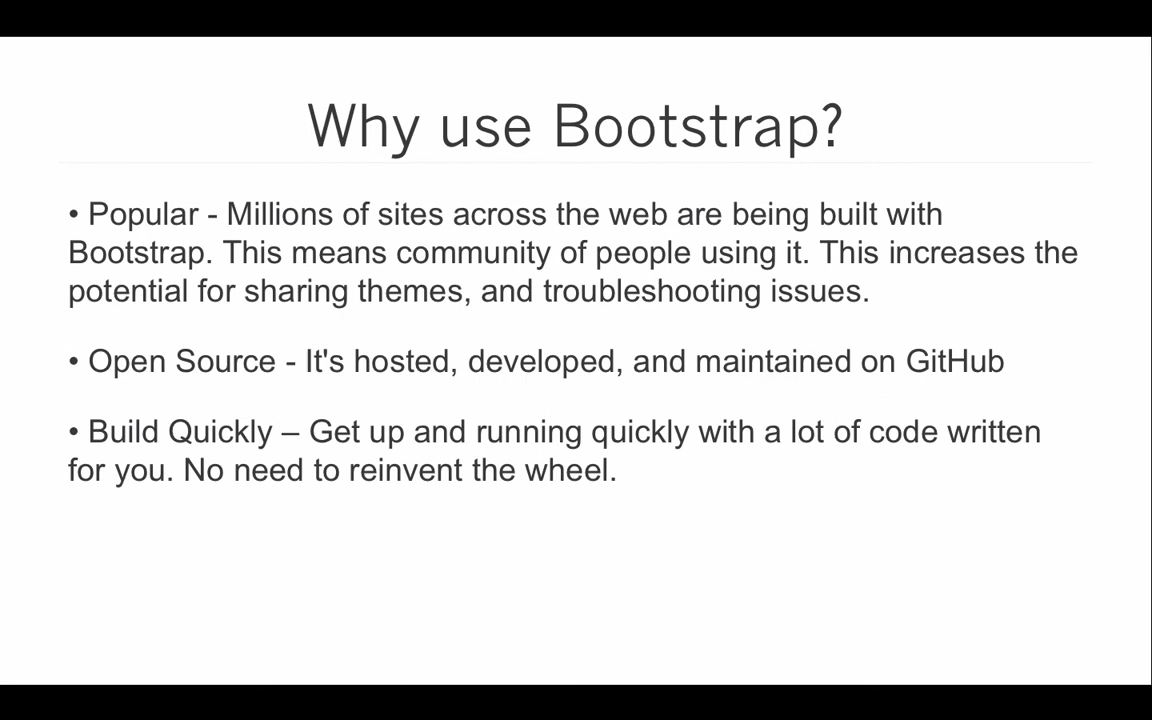 Why use Bootstrap?
• Popular - Millions of sites across the web are being built with
Bootstrap. This means community of people using it. This increases the
potential for sharing themes, and troubleshooting issues.
• Open Source - It's hosted, developed, and maintained on GitHub
• Build Quickly – Get up and running quickly with a lot of code written
for you. No need to reinvent the wheel.